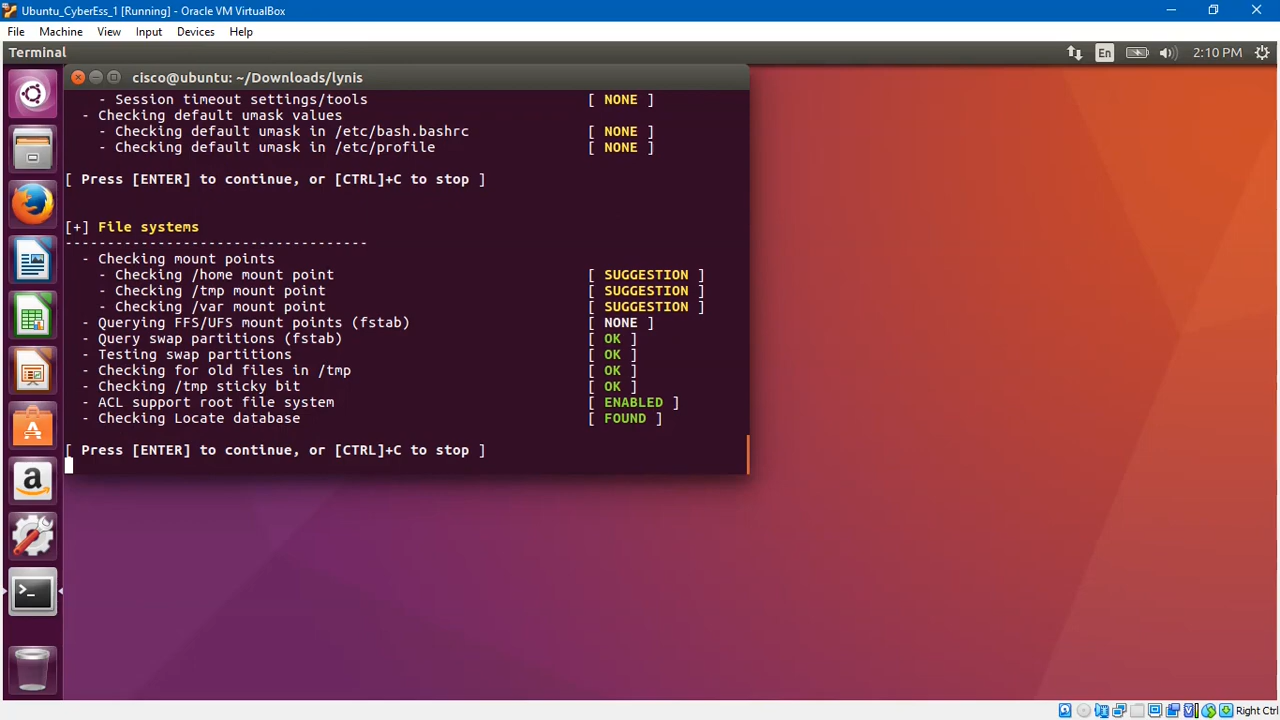 Ubuntu_CyberEss_1 [Running] - Oracle VM VirtualBox
File Machine View Input Devices Help
Terminal En 2:10 PM
cisco@ubuntu: ~/Downloads/lynis
- Session timeout settings/tools [ NONE ]
- Checking default umask values
- Checking default umask in /etc/bash.bashrc [ NONE ]
- Checking default umask in /etc/profile [ NONE ]
[ Press [ENTER] to continue, or [CTRL]+C to stop ]
[+] File systems
------------------------------------
- Checking mount points
- Checking /home mount point [ SUGGESTION ]
- Checking /tmp mount point [ SUGGESTION ]
- Checking /var mount point [ SUGGESTION ]
- Querying FFS/UFS mount points (fstab) [ NONE ]
- Query swap partitions (fstab) [ OK ]
- Testing swap partitions [ OK ]
- Checking for old files in /tmp [ OK ]
- Checking /tmp sticky bit [ OK ]
- ACL support root file system [ ENABLED ]
- Checking Locate database [ FOUND ]
[ Press [ENTER] to continue, or [CTRL]+C to stop ]
Right Ctrl